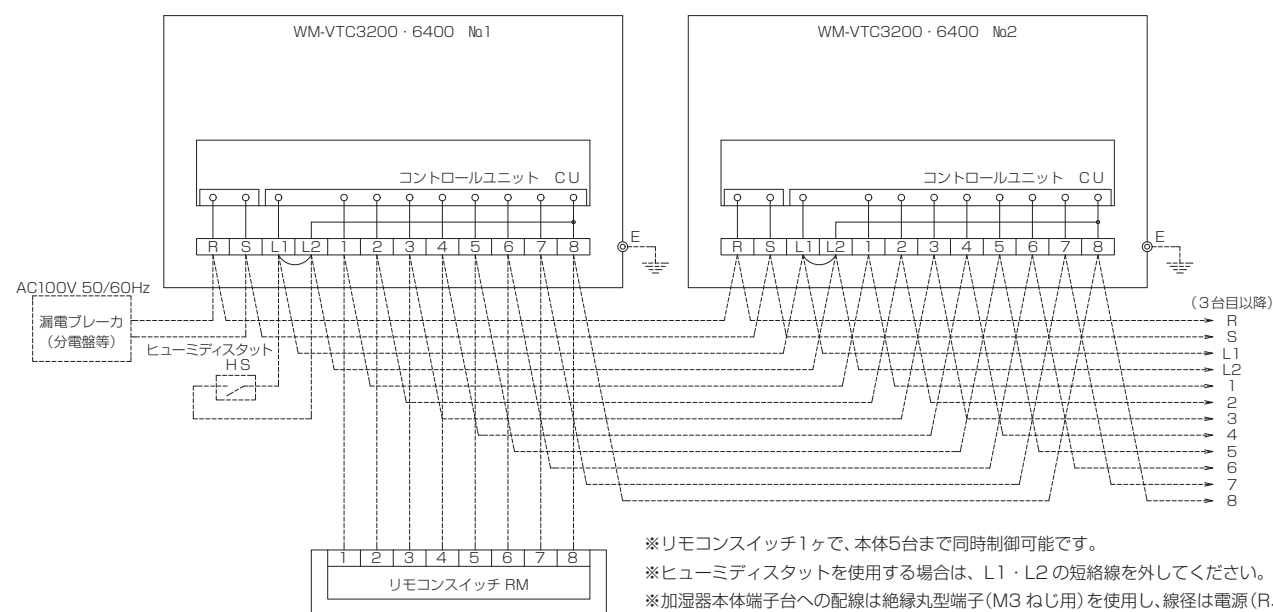 WM-VTC3200・6400 №1
WM-VTC3200・6400 №2
コントロールユニット CU
コントロールユニット CU
R S L1 L2 1 2 3 4 5 6 7 8
E
R S L1 L2 1 2 3 4 5 6 7 8
E
AC100V 50/60Hz
漏電ブレーカ
(分電盤等)
ヒューミディスタット
HS
(3台目以降)
R
S
L1
L2
1
2
3
4
5
6
7
8
1 2 3 4 5 6 7 8
リモコンスイッチ RM
※リモコンスイッチ1ヶで、本体5台まで同時制御可能です。
※ヒューミディスタットを使用する場合は、L1・L2の短絡線を外してください。
※加湿器本体端子台への配線は絶縁丸型端子(M3ねじ用)を使用し、線径は電源(R,